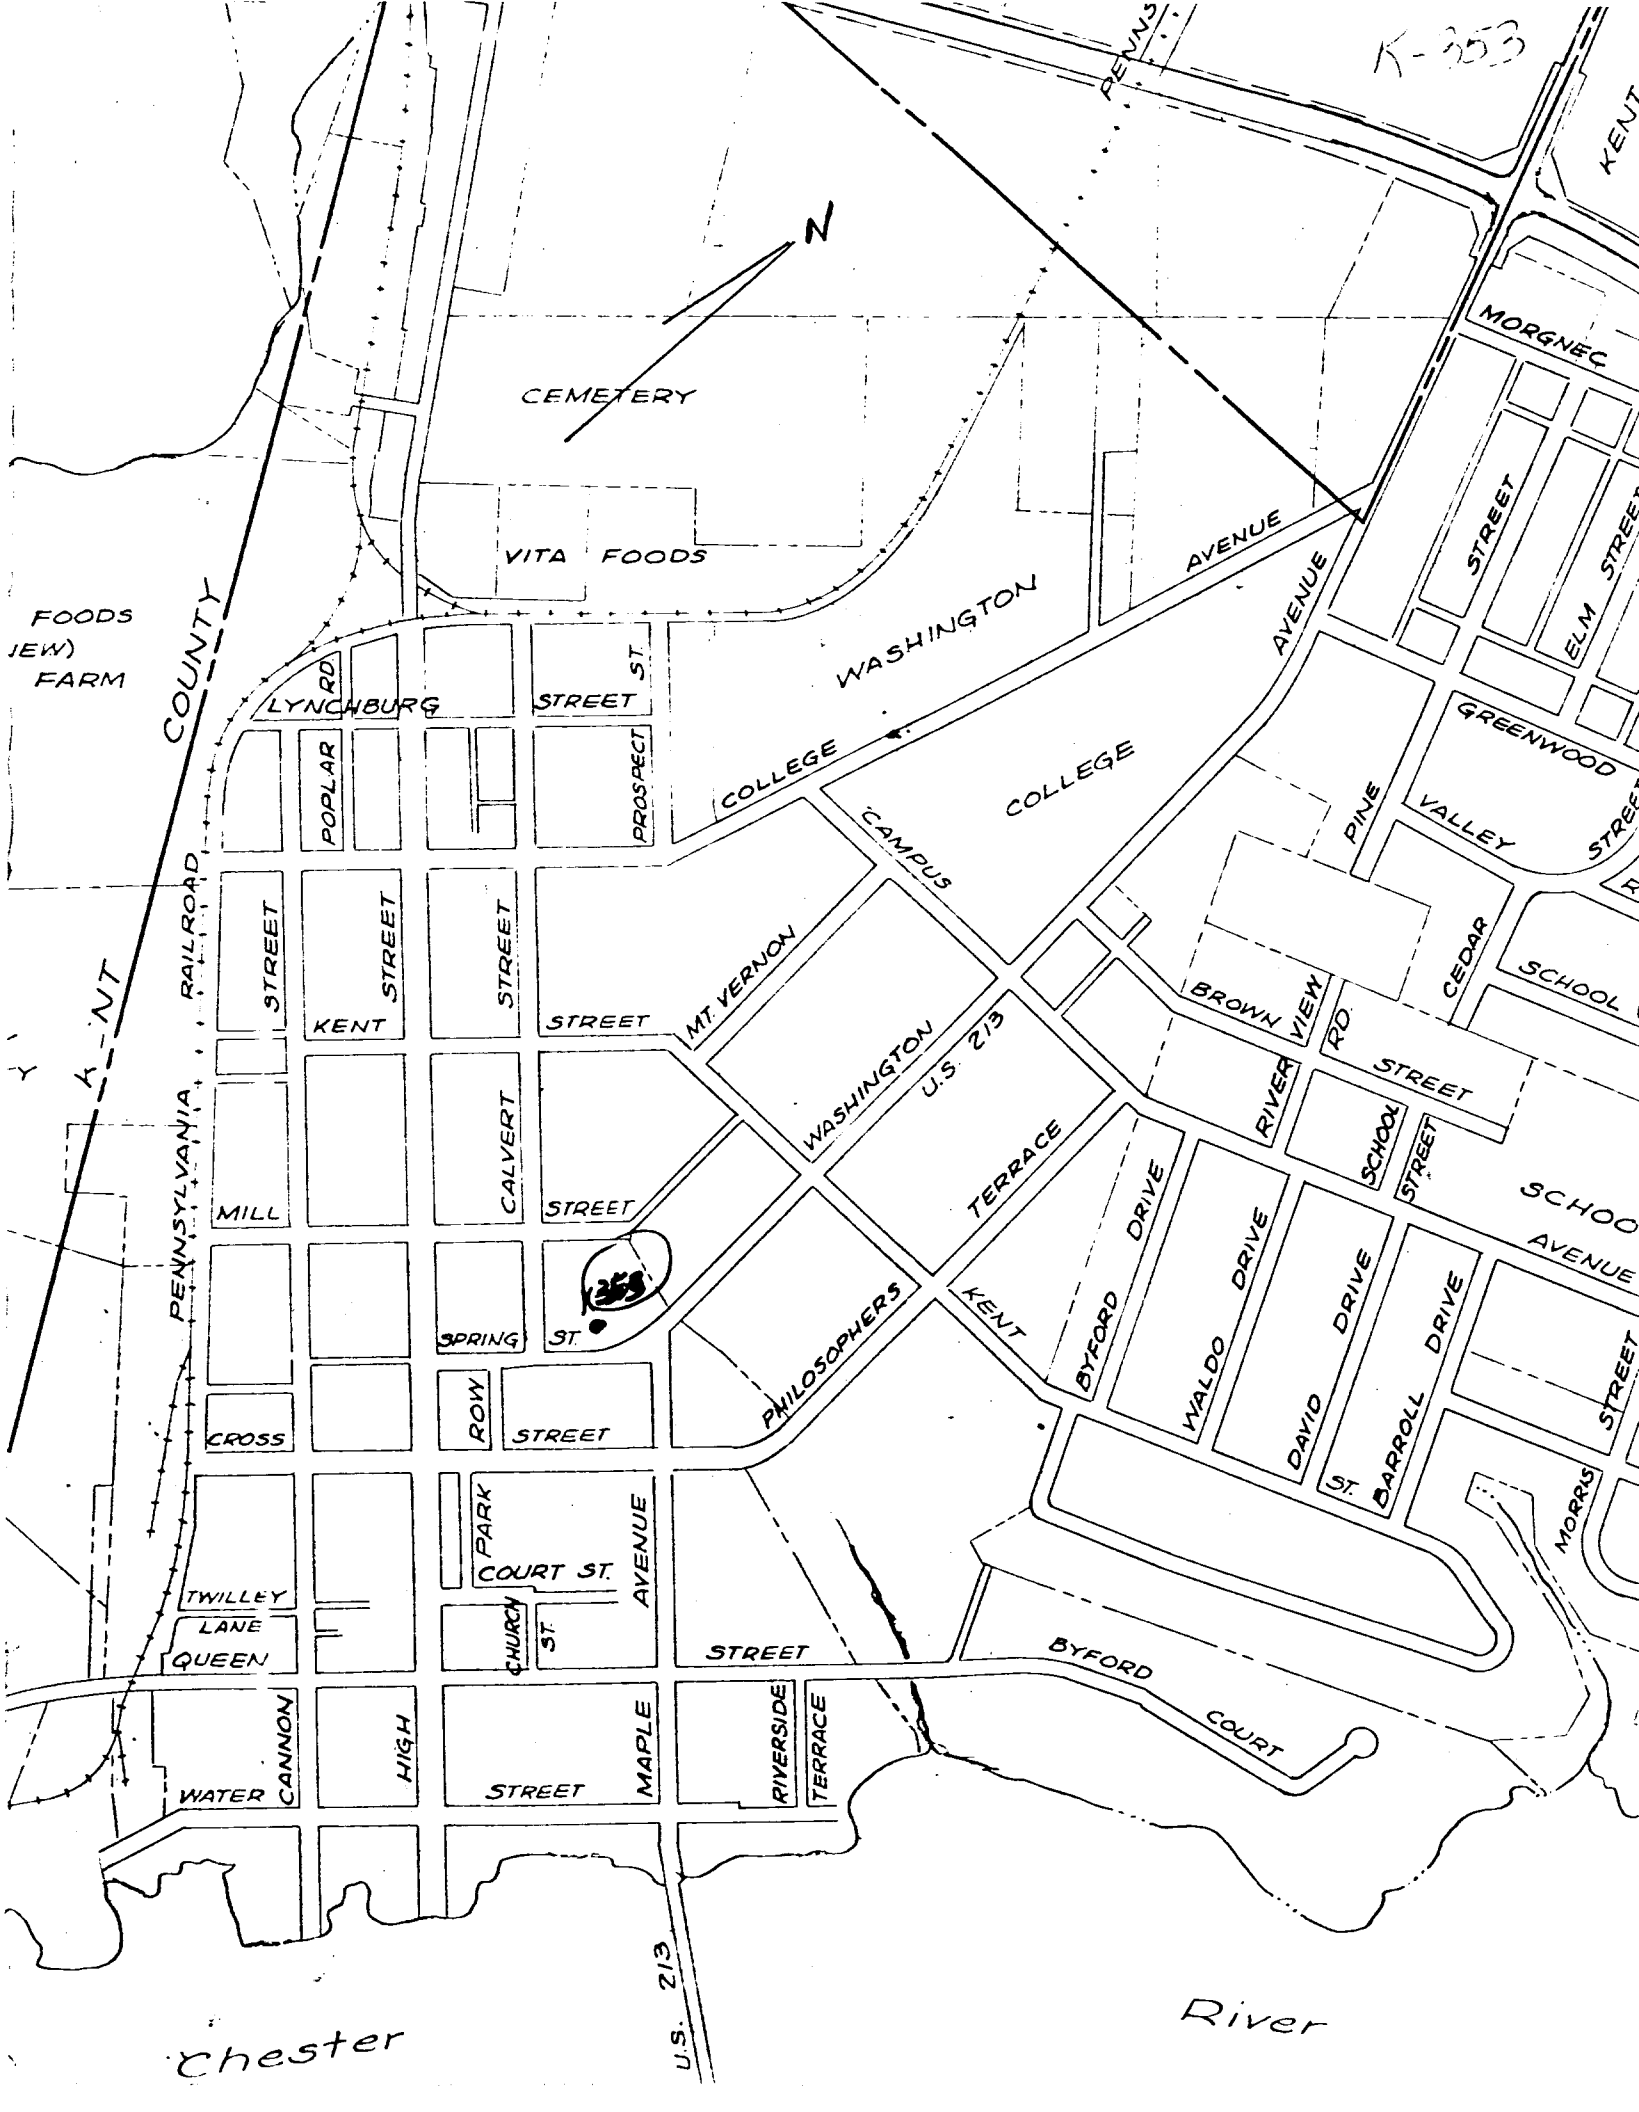 K-353
PENNS
KENT
N
MORGNEC
CEMETERY
STREET
STREET
VITA FOODS
AVENUE
AVENUE
ELM
WASHINGTON
FOODS
FARM
COUNTY
RD.
ST.
LYNCHBURG
STREET
GREENWOOD
POPLAR
PROSPECT
COLLEGE
COLLEGE
PINE
VALLEY
STREET
CAMPUS
RAILROAD
STREET
STREET
STREET
MT. VERNON
CEDAR
SCHOOL
BROWN
VIEW
RD.
KENT
STREET
WASHINGTON
U.S. 213
STREET
RIVER
PENNSYLVANIA
CALVERT
TERRACE
SCHOOL
STREET
DRIVE
MILL
STREET
DRIVE
SCHOO
AVENUE
353
DRIVE
DRIVE
SPRING
ST.
PHILOSOPHERS
KENT
BYFORD
WALDO
STREET
ROW
CROSS
STREET
DAVID
BARROLL
ST.
PARK
AVENUE
MORRIS
COURT ST.
TWILLEY
LANE
CHURCH
ST.
QUEEN
STREET
BYFORD
COURT
CANNON
HIGH
MAPLE
RIVERSIDE
TERRACE
WATER
STREET
U.S. 213
Chester
River